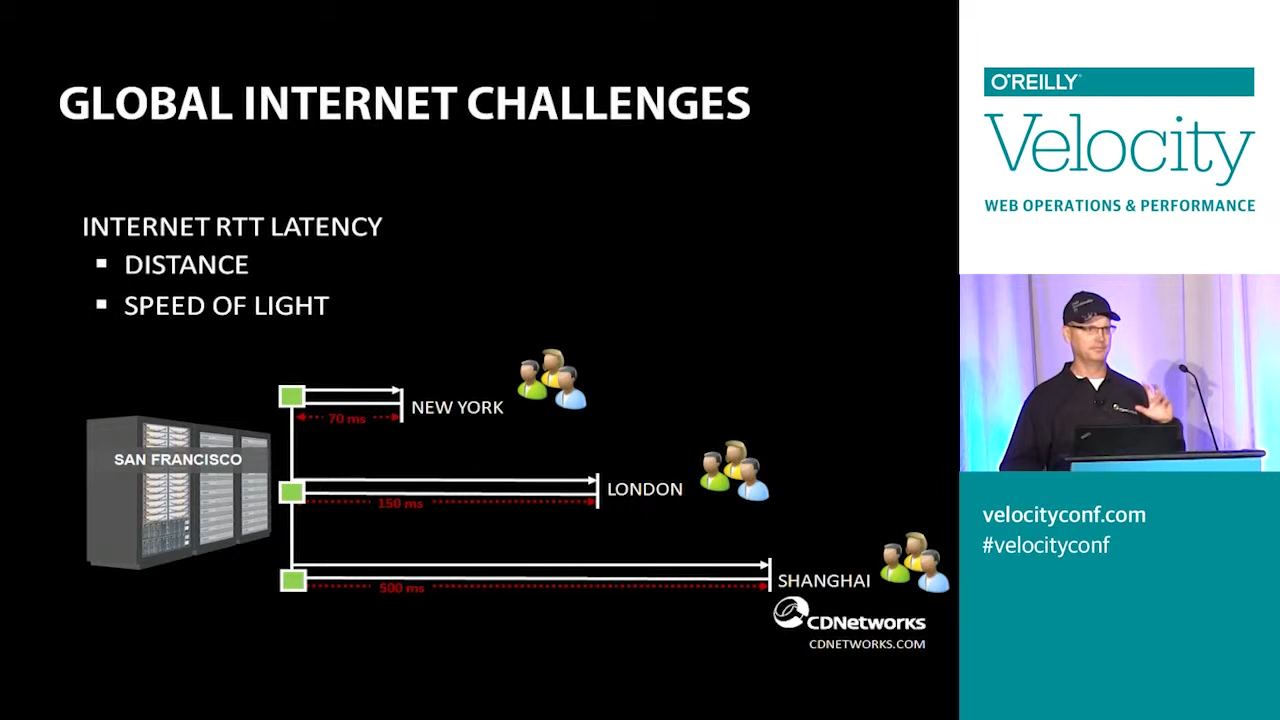 GLOBAL INTERNET CHALLENGES
INTERNET RTT LATENCY
▪ DISTANCE
▪ SPEED OF LIGHT
SAN FRANCISCO
70 ms
NEW YORK
150 ms
LONDON
500 ms
SHANGHAI
CDNetworks
CDNETWORKS.COM
O'REILLY®
Velocity
WEB OPERATIONS & PERFORMANCE
velocityconf.com
#velocityconf